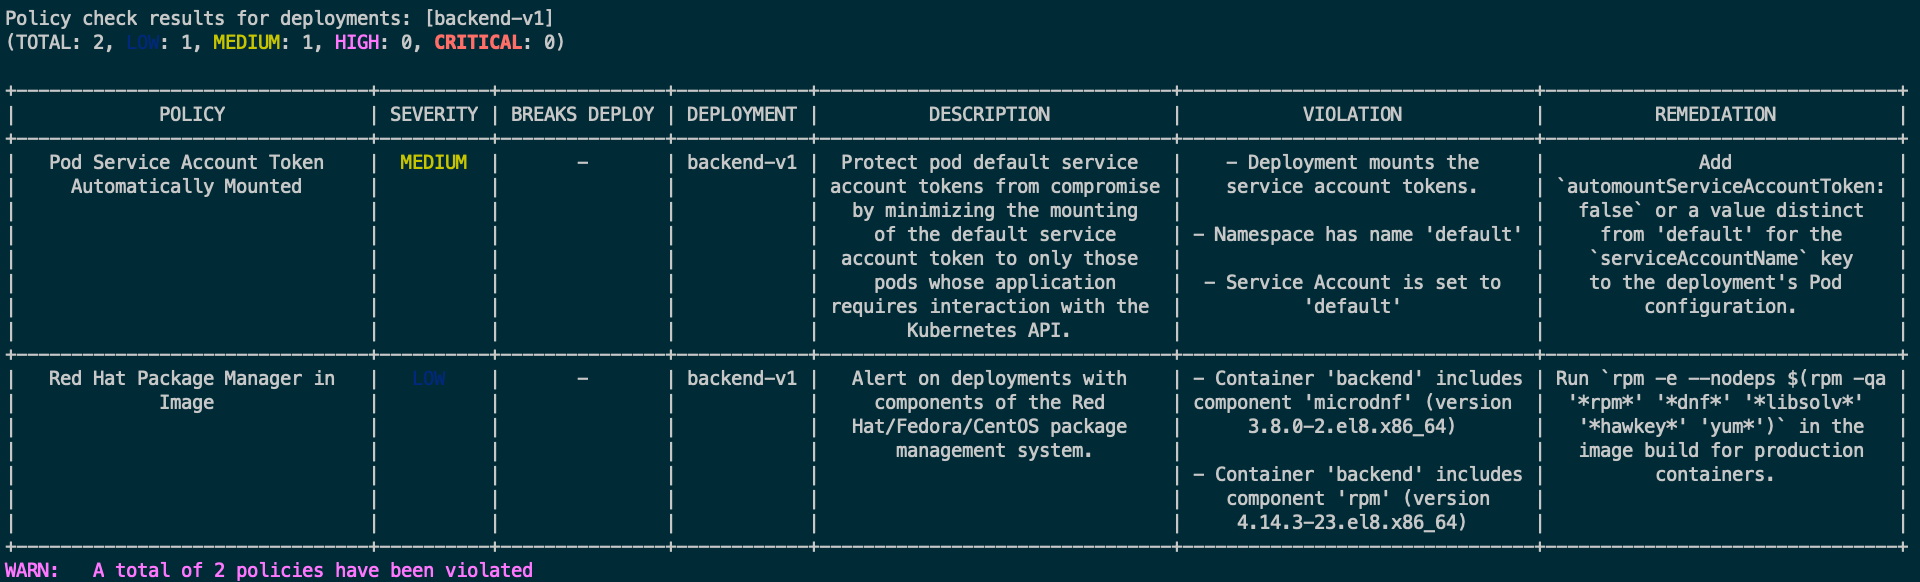 Policy check results for deployments: [backend-v1]
(TOTAL: 2, LOW: 1, MEDIUM: 1, HIGH: 0, CRITICAL: 0)
POLICY | SEVERITY | BREAKS DEPLOY | DEPLOYMENT | DESCRIPTION | VIOLATION | REMEDIATION
Pod Service Account Token | MEDIUM | - | backend-v1 | Protect pod default service | - Deployment mounts the | Add
Automatically Mounted | account tokens from compromise | service account tokens. | `automountServiceAccountToken:
by minimizing the mounting | false` or a value distinct
of the default service | - Namespace has name 'default' | from 'default' for the
account token to only those | `serviceAccountName` key
pods whose application | - Service Account is set to | to the deployment's Pod
requires interaction with the | 'default' | configuration.
Kubernetes API.
Red Hat Package Manager in | LOW | - | backend-v1 | Alert on deployments with | - Container 'backend' includes | Run `rpm -e --nodeps $(rpm -qa
Image | components of the Red | component 'microdnf' (version | '*rpm*' '*dnf*' '*libsolv*'
Hat/Fedora/CentOS package | 3.8.0-2.el8.x86_64) | '*hawkey*' 'yum*')` in the
management system. | image build for production
- Container 'backend' includes | containers.
component 'rpm' (version
4.14.3-23.el8.x86_64)
WARN: A total of 2 policies have been violated